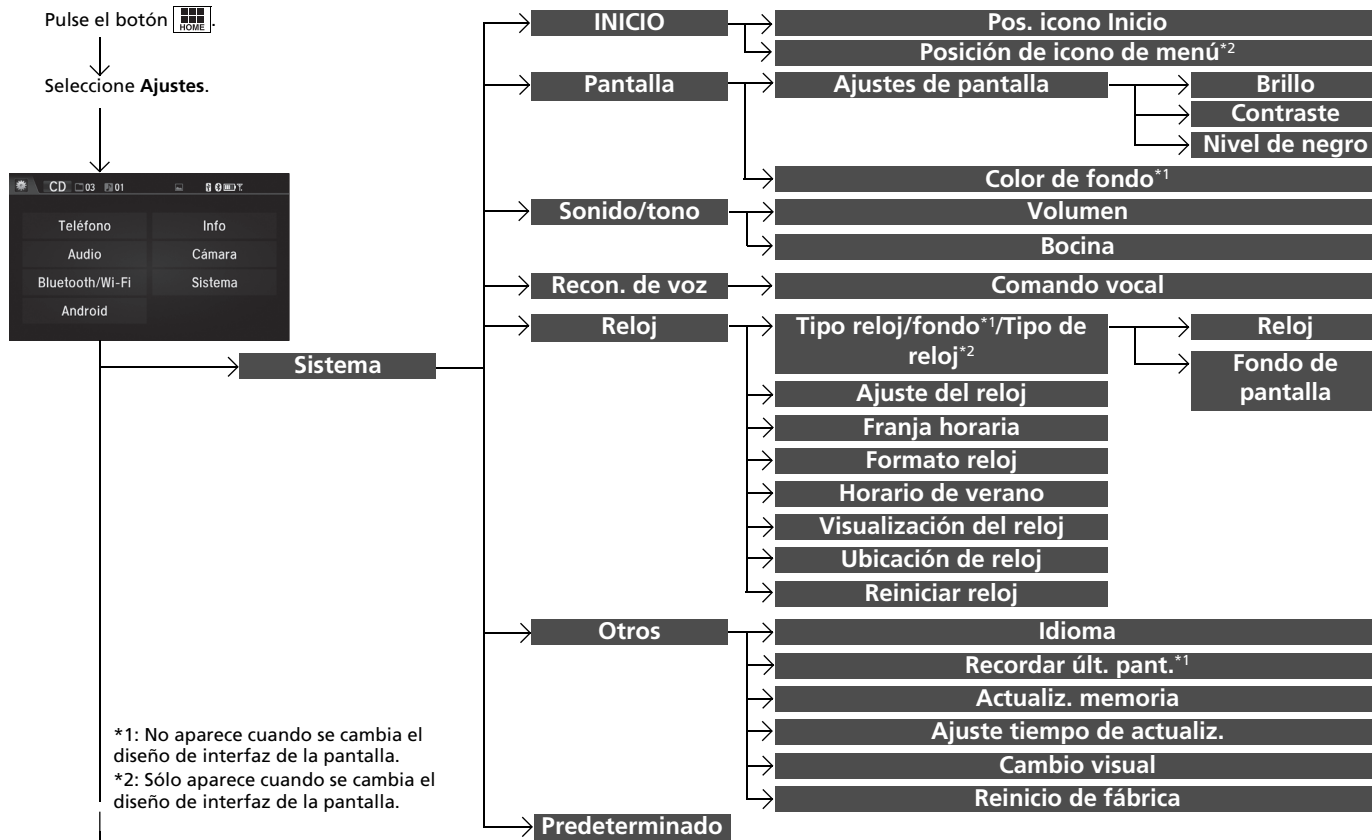 Pulse el botón HOME.
Seleccione Ajustes.
CD 03 01
Teléfono
Info
Audio
Cámara
Bluetooth/Wi-Fi
Sistema
Android
Sistema
INICIO
Pos. icono Inicio
Posición de icono de menú*2
Pantalla
Ajustes de pantalla
Brillo
Contraste
Nivel de negro
Color de fondo*1
Sonido/tono
Volumen
Bocina
Recon. de voz
Comando vocal
Reloj
Tipo reloj/fondo*1/Tipo de
reloj*2
Reloj
Fondo de
pantalla
Ajuste del reloj
Franja horaria
Formato reloj
Horario de verano
Visualización del reloj
Ubicación de reloj
Reiniciar reloj
Otros
Idioma
Recordar últ. pant.*1
Actualiz. memoria
Ajuste tiempo de actualiz.
Cambio visual
Reinicio de fábrica
Predeterminado
*1: No aparece cuando se cambia el
diseño de interfaz de la pantalla.
*2: Sólo aparece cuando se cambia el
diseño de interfaz de la pantalla.